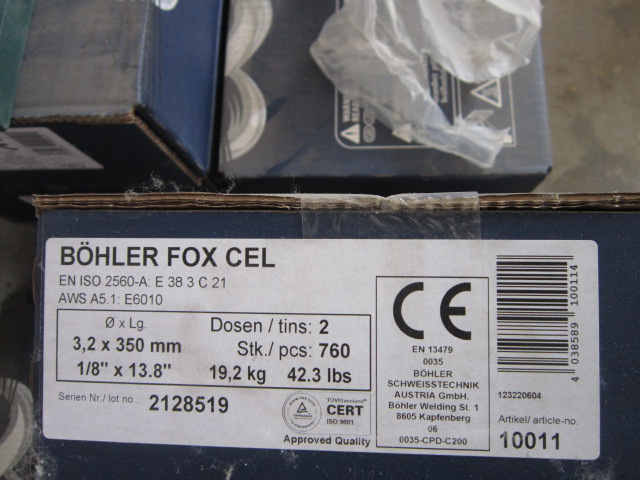 BÖHLER FOX CEL
EN ISO 2560-A: E 38 3 C 21
AWS A5.1: E6010
Ø x Lg.
3,2 x 350 mm
1/8" x 13.8"
Dosen / tins: 2
Stk./ pcs: 760
19,2 kg 42.3 lbs
Serien Nr./ lot no.: 2128519
CERT
ISO 9001
Approved Quality
CE
EN 13479
0035
BÖHLER
SCHWEISSTECHNIK
AUSTRIA GmbH.
Böhler Welding St. 1
8605 Kapfenberg
06
0035-CPD-C200
4 038589 100114
123220604
Artikel/ article-no.
10011